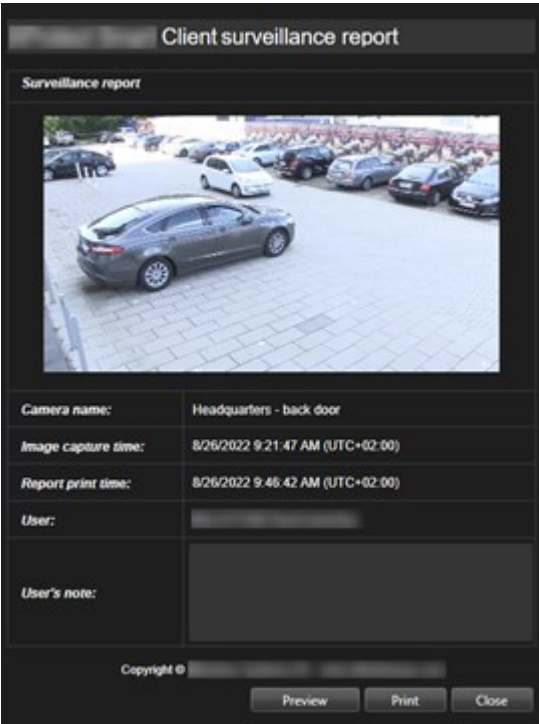 Client surveillance report
Surveillance report
Camera name: Headquarters - back door
Image capture time: 8/26/2022 9:21:47 AM (UTC+02:00)
Report print time: 8/26/2022 9:46:42 AM (UTC+02:00)
User:
User's note:
Copyright ©
Preview Print Close